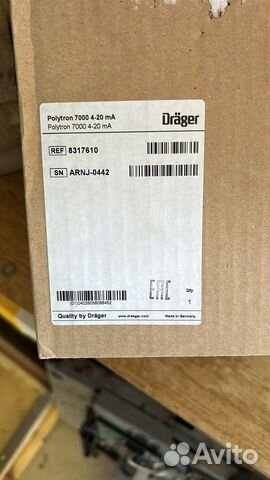 Polytron 7000 4-20 mA
Polytron 7000 4-20 mA
Dräger
REF 8317610
SN ARNJ-0442
EAC
Qty
1
Quality by Dräger
www.draeger.com
Made in Germany
Avito